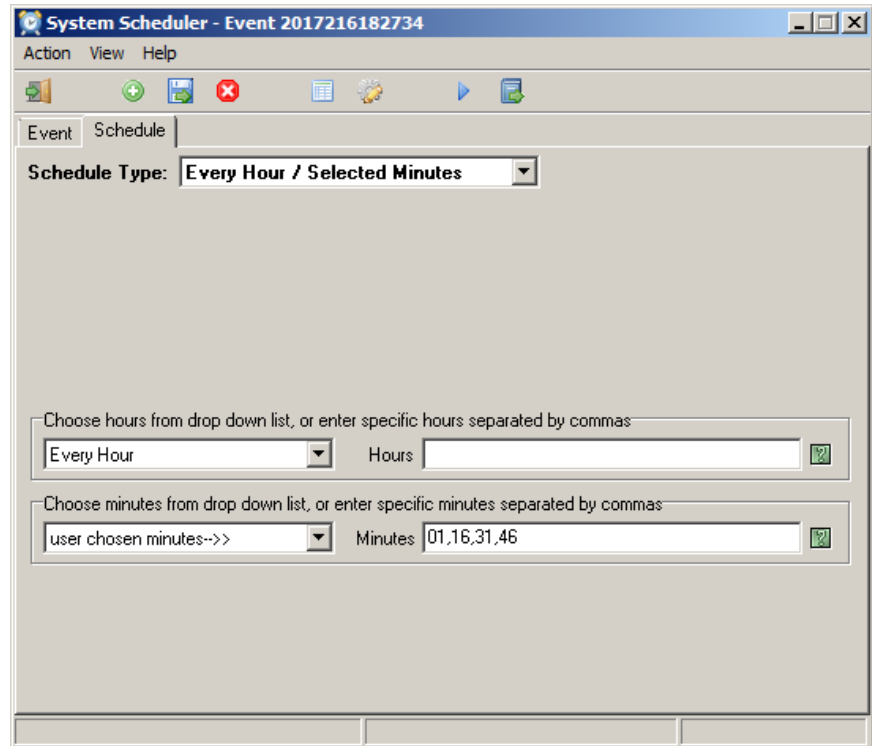 System Scheduler - Event 2017216182734
Action View Help
Event Schedule
Schedule Type: Every Hour / Selected Minutes
Choose hours from drop down list, or enter specific hours separated by commas
Every Hour Hours
Choose minutes from drop down list, or enter specific minutes separated by commas
user chosen minutes-->> Minutes 01,16,31,46